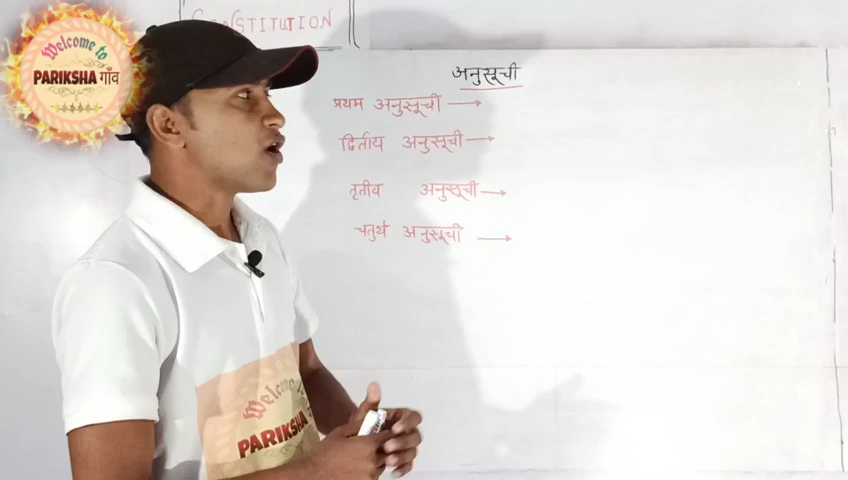 CONSTITUTION
Welcome to
PARIKSHA गाँव
अनुसूची
प्रथम अनुसूची →
द्वितीय अनुसूची →
तृतीय अनुसूची →
चतुर्थ अनुसूची →
Welcome to
PARIKSHA गाँव